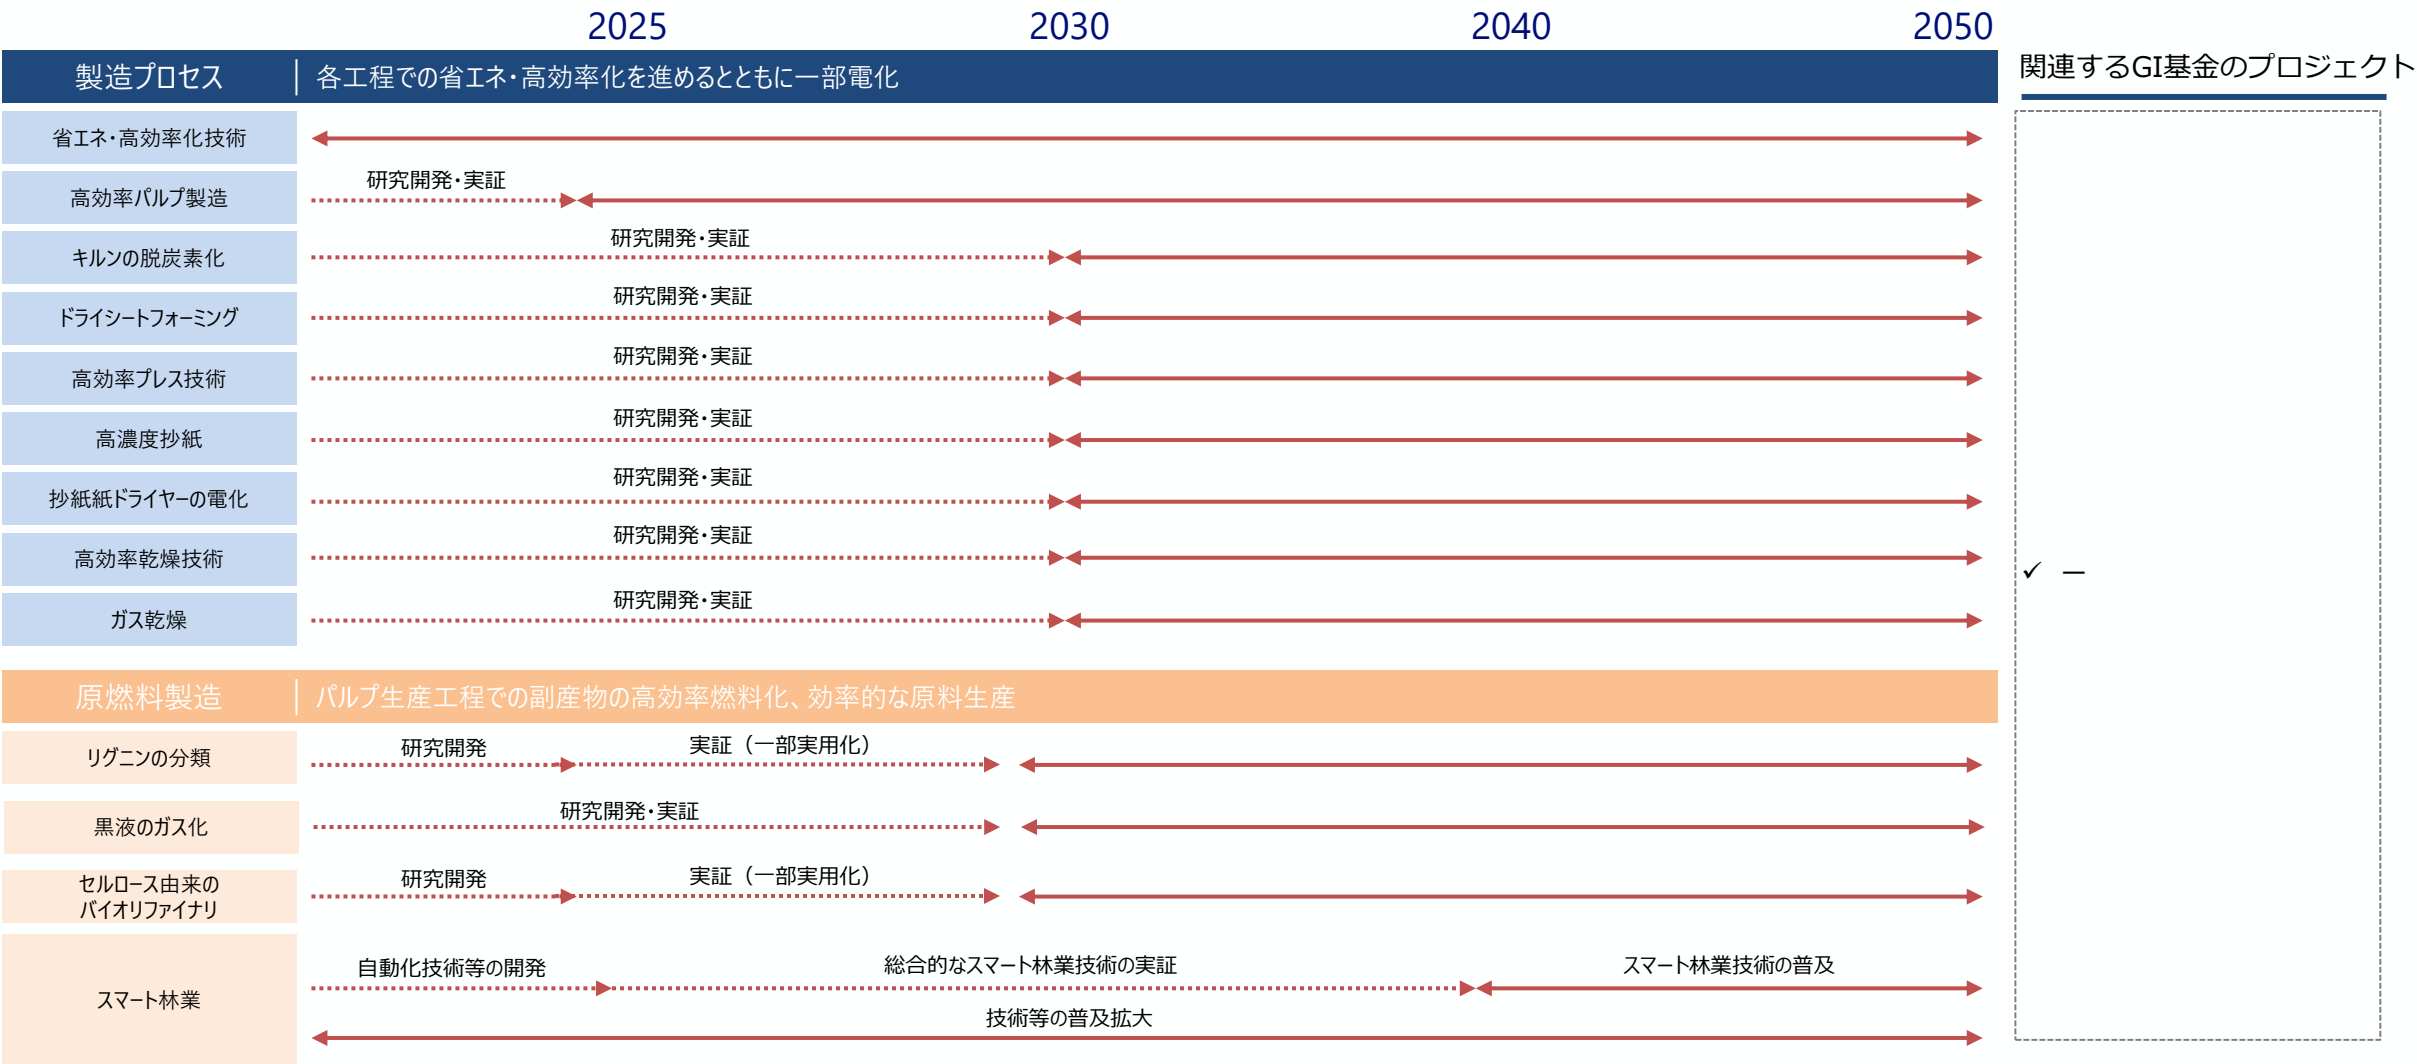 2025 2030 2040 2050
製造プロセス 各工程での省エネ・高効率化を進めるとともに一部電化
関連するGI基金のプロジェクト
省エネ・高効率化技術
高効率パルプ製造 研究開発・実証
キルンの脱炭素化 研究開発・実証
ドライシートフォーミング 研究開発・実証
高効率プレス技術 研究開発・実証
高濃度抄紙 研究開発・実証
抄紙紙ドライヤーの電化 研究開発・実証
高効率乾燥技術 研究開発・実証
✓ ー
ガス乾燥 研究開発・実証
原燃料製造 パルプ生産工程での副産物の高効率燃料化、効率的な原料生産
リグニンの分類 研究開発 実証（一部実用化）
黒液のガス化 研究開発・実証
セルロース由来の
バイオリファイナリ
研究開発 実証（一部実用化）
スマート林業
自動化技術等の開発 総合的なスマート林業技術の実証 スマート林業技術の普及
技術等の普及拡大